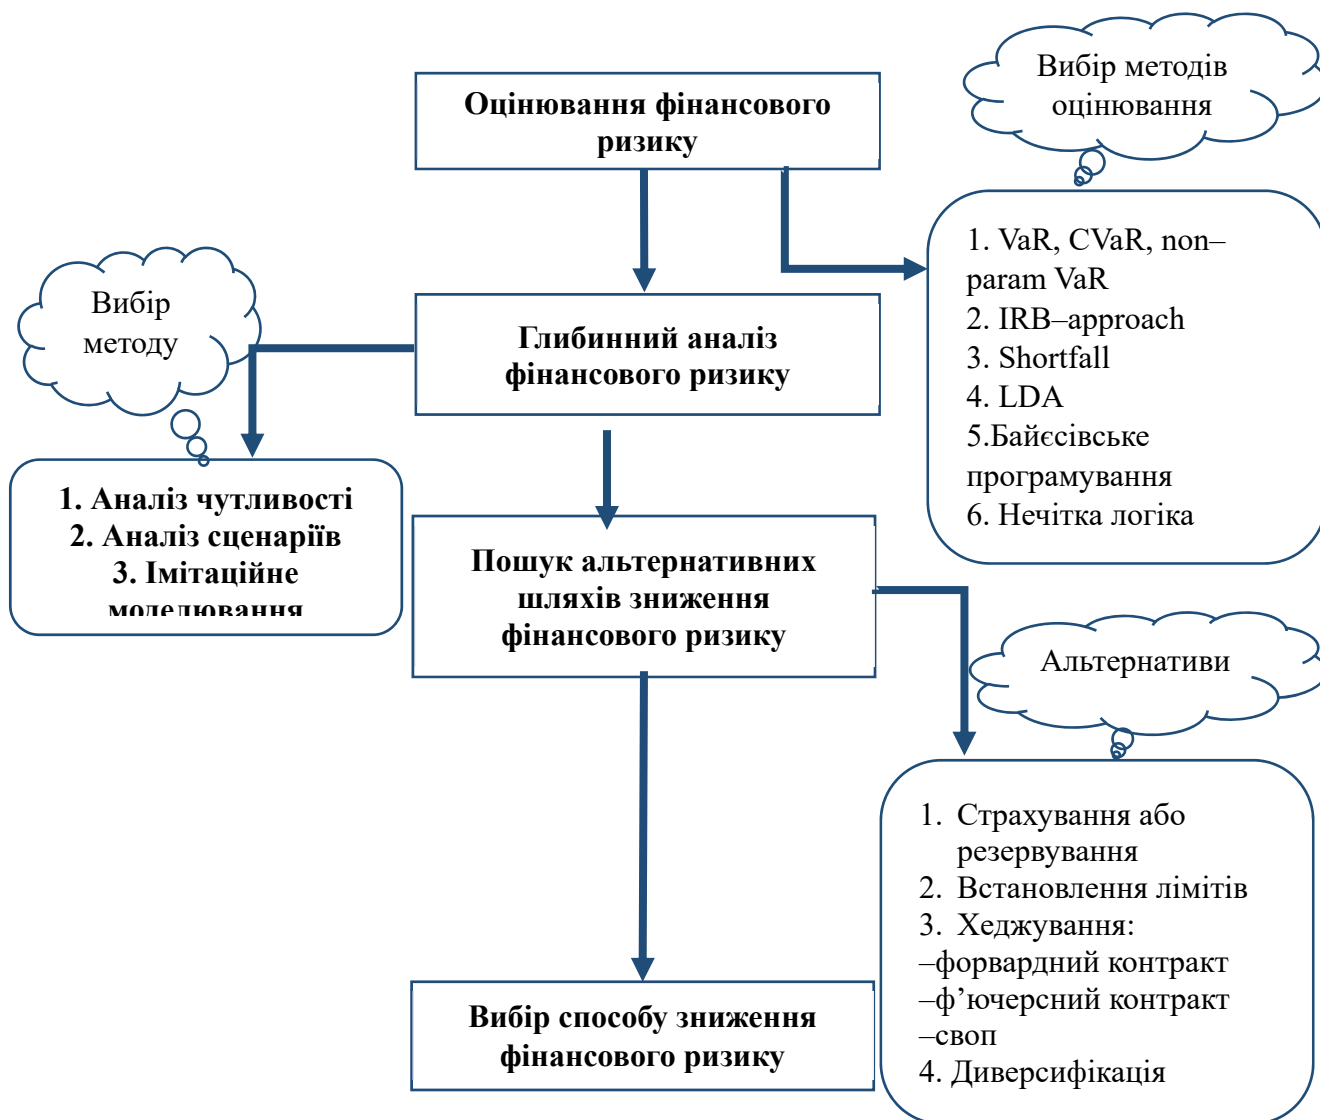 Оцінювання фінансового
ризику
Вибір методів
оцінювання
1. VaR, CVaR, non–
param VaR
2. IRB–approach
3. Shortfall
4. LDA
5.Байєсівське
програмування
6. Нечітка логіка
Глибинний аналіз
фінансового ризику
Вибір
методу
1. Аналіз чутливості
2. Аналіз сценаріїв
3. Імітаційне
моделювання
Пошук альтернативних
шляхів зниження
фінансового ризику
Альтернативи
1. Страхування або
резервування
2. Встановлення лімітів
3. Хеджування:
–форвардний контракт
–ф’ючерсний контракт
–своп
4. Диверсифікація
Вибір способу зниження
фінансового ризику